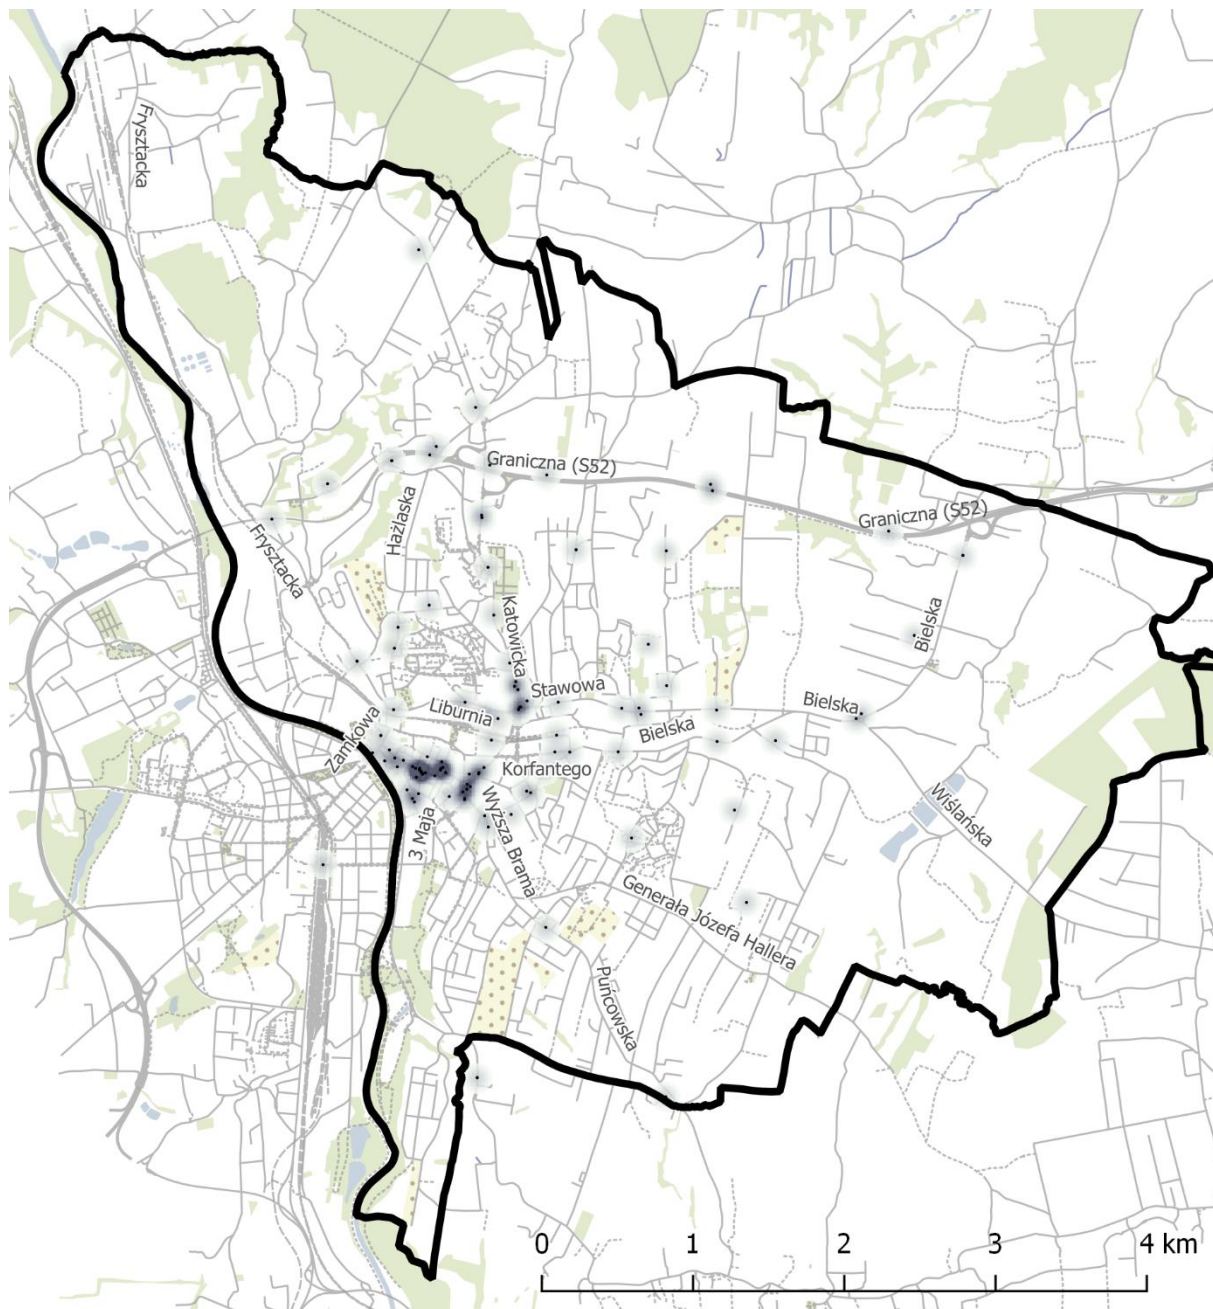 Frysztacka
Graniczna (S52)
Graniczna (S52)
Haźlaska
Frysztacka
Katowicka
Bielska
Stawowa
Liburnia
Bielska
Bielska
Zamkowa
Korfantego
Wyższa Brama
3 Maja
Wiślańska
Generała Józefa Hallera
Puńcowska
0 1 2 3 4 km